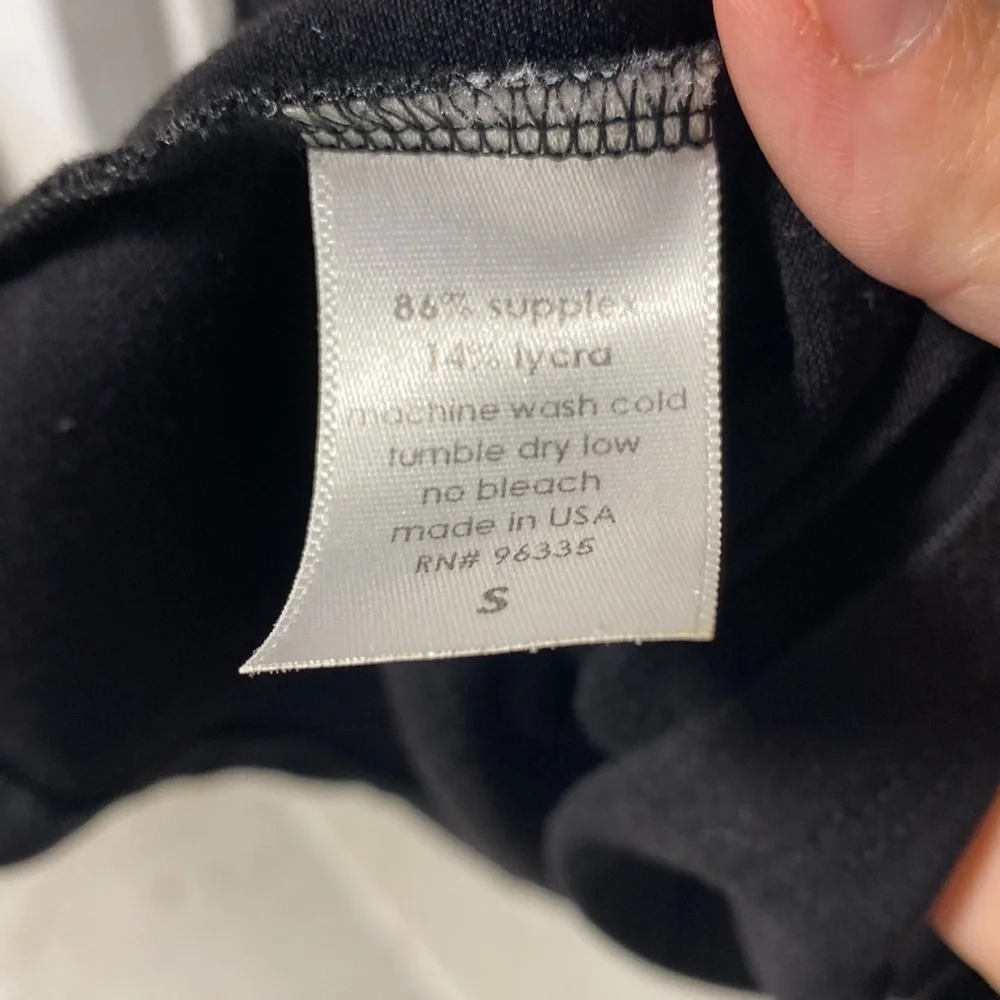 86% supplex
14% lycra
machine wash cold
tumble dry low
no bleach
made in USA
RN# 96335
S